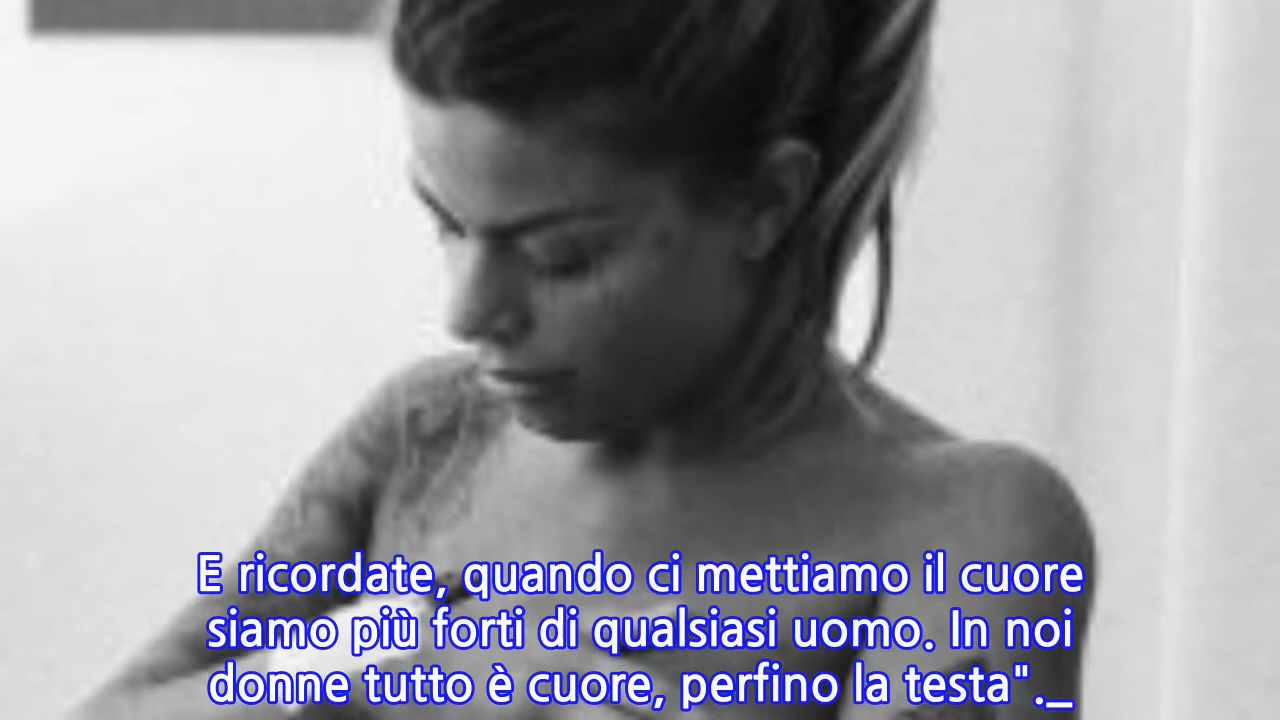 E ricordate, quando ci mettiamo il cuore
siamo più forti di qualsiasi uomo. In noi
donne tutto è cuore, perfino la testa"._